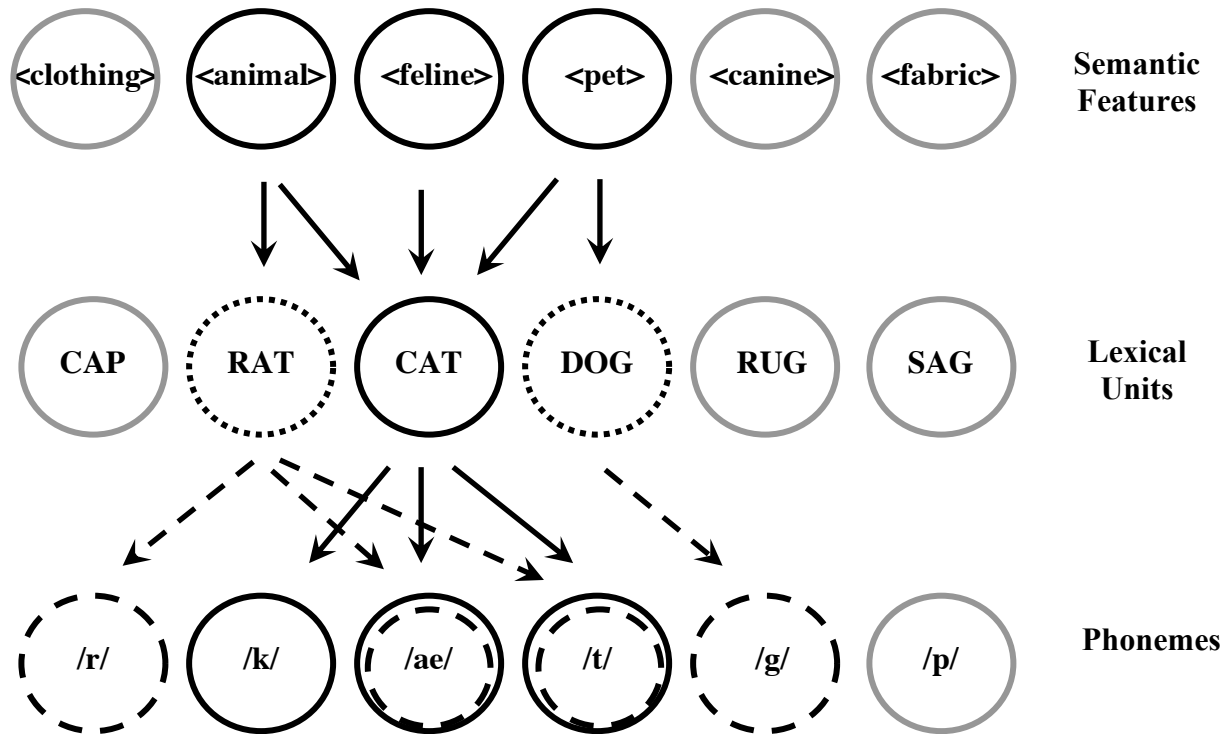 <clothing> <animal> <feline> <pet> <canine> <fabric> Semantic
Features
CAP RAT CAT DOG RUG SAG Lexical
Units
/r/ /k/ /ae/ /t/ /g/ /p/ Phonemes